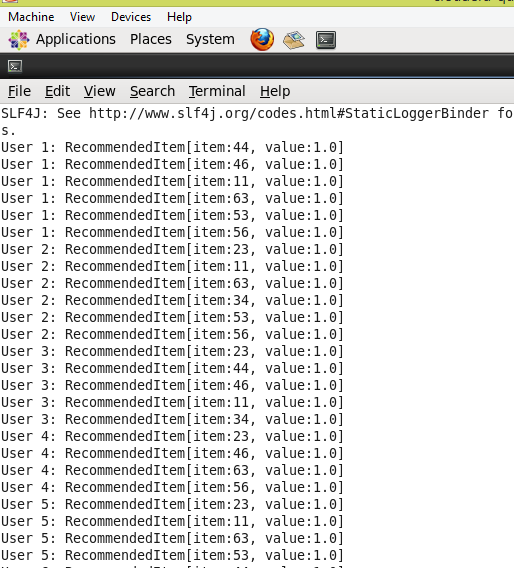 Machine View Devices Help
Applications Places System
File Edit View Search Terminal Help
SLF4J: See http://www.slf4j.org/codes.html#StaticLoggerBinder fo
s.
User 1: RecommendedItem[item:44, value:1.0]
User 1: RecommendedItem[item:46, value:1.0]
User 1: RecommendedItem[item:11, value:1.0]
User 1: RecommendedItem[item:63, value:1.0]
User 1: RecommendedItem[item:53, value:1.0]
User 1: RecommendedItem[item:56, value:1.0]
User 2: RecommendedItem[item:23, value:1.0]
User 2: RecommendedItem[item:11, value:1.0]
User 2: RecommendedItem[item:63, value:1.0]
User 2: RecommendedItem[item:34, value:1.0]
User 2: RecommendedItem[item:53, value:1.0]
User 2: RecommendedItem[item:56, value:1.0]
User 3: RecommendedItem[item:23, value:1.0]
User 3: RecommendedItem[item:44, value:1.0]
User 3: RecommendedItem[item:46, value:1.0]
User 3: RecommendedItem[item:11, value:1.0]
User 3: RecommendedItem[item:34, value:1.0]
User 4: RecommendedItem[item:23, value:1.0]
User 4: RecommendedItem[item:46, value:1.0]
User 4: RecommendedItem[item:63, value:1.0]
User 4: RecommendedItem[item:56, value:1.0]
User 5: RecommendedItem[item:23, value:1.0]
User 5: RecommendedItem[item:11, value:1.0]
User 5: RecommendedItem[item:63, value:1.0]
User 5: RecommendedItem[item:53, value:1.0]